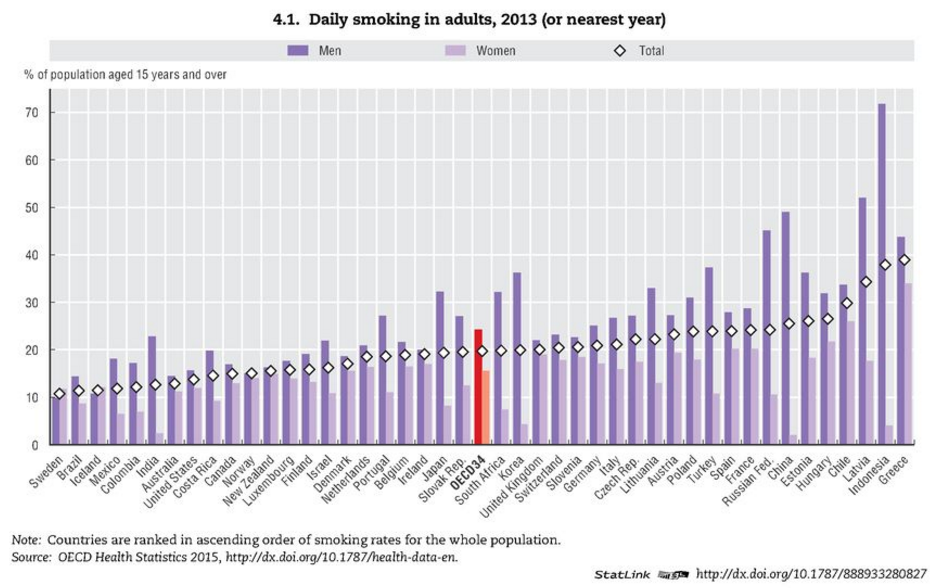 4.1. Daily smoking in adults, 2013 (or nearest year)
Men Women Total
% of population aged 15 years and over
70
60
50
40
30
20
10
0
Sweden
Brazil
Iceland
Mexico
Colombia
India
Australia
United States
Costa Rica
Canada
Norway
New Zealand
Luxembourg
Finland
Israel
Denmark
Netherlands
Portugal
Belgium
Ireland
Japan
Slovak Rep.
OECD34
South Africa
Korea
United Kingdom
Switzerland
Slovenia
Germany
Italy
Czech Rep.
Lithuania
Austria
Poland
Turkey
Spain
France
Russian Fed.
China
Estonia
Hungary
Chile
Latvia
Indonesia
Greece
Note: Countries are ranked in ascending order of smoking rates for the whole population.
Source: OECD Health Statistics 2015, http://dx.doi.org/10.1787/health-data-en.
StatLink http://dx.doi.org/10.1787/888933280827